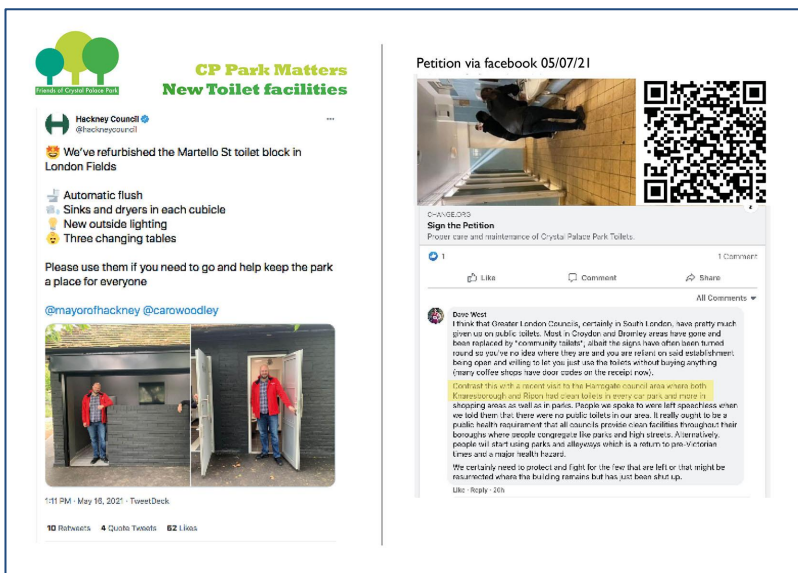 Friends of Crystal Palace Park
CP Park Matters
New Toilet facilities
Hackney Council
@hackneycouncil
We've refurbished the Martello St toilet block in
London Fields
Automatic flush
Sinks and dryers in each cubicle
New outside lighting
Three changing tables
Please use them if you need to go and help keep the park
a place for everyone
@mayorofhackney @carowoodley
1:11 PM · May 16, 2021 · TweetDeck
10 Retweets 4 Quote Tweets 62 Likes
Petition via facebook 05/07/21
CHANGE.ORG
Sign the Petition
Proper care and maintenance of Crystal Palace Park Toilets.
1
1 Comment
Like Comment Share
All Comments
Dave West
I think that Greater London Councils, certainly in South London, have pretty much
given up on public toilets. Most in Croydon and Bromley areas have gone and
been replaced by "community toilets", albeit the signs have often been turned
round so you've no idea where they are and you are reliant on said establishment
being open and willing to let you just use the toilets without buying anything
(many coffee shops have door codes on the receipt now).
Contrast this with a recent visit to the Harrogate council area where both
Knaresborough and Ripon had clean toilets in every car park and more in
shopping areas as well as in parks. People we spoke to were left speechless when
we told them that there were no public toilets in our area. It really ought to be a
public health requirement that all councils provide clean facilities throughout their
boroughs where people congregate like parks and high streets. Alternatively,
people will start using parks and alleyways which is a return to pre-Victorian
times and a major health hazard.
We certainly need to protect and fight for the few that are left or that might be
resurrected where the building remains but has just been shut up.
Like · Reply · 20h